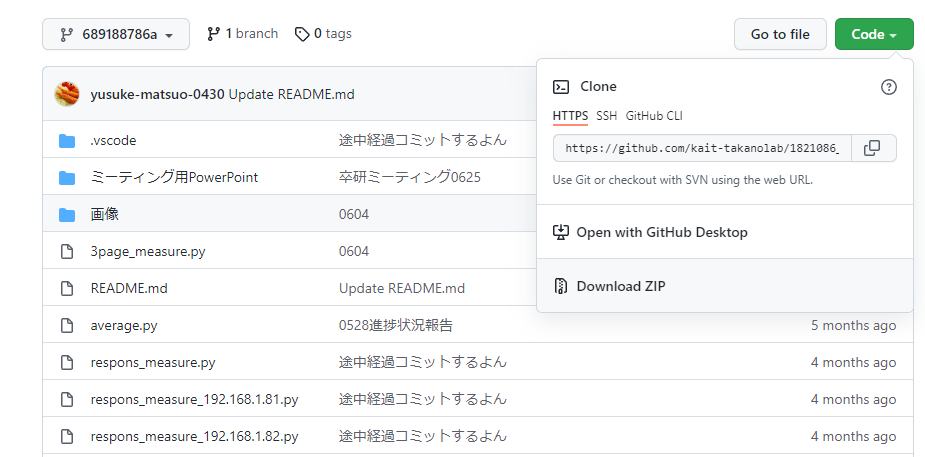 689188786a 1 branch 0 tags Go to file Code
yusuke-matsuo-0430 Update README.md
.vscode 途中経過コミットするよん
ミーティング用PowerPoint 卒研ミーティング0625
画像 0604
3page_measure.py 0604
README.md Update README.md
average.py 0528進捗状況報告 5 months ago
respons_measure.py 途中経過コミットするよん 4 months ago
respons_measure_192.168.1.81.py 途中経過コミットするよん 4 months ago
respons_measure_192.168.1.82.py 途中経過コミットするよん 4 months ago
Clone
HTTPS SSH GitHub CLI
https://github.com/kait-takanolab/1821086_
Use Git or checkout with SVN using the web URL.
Open with GitHub Desktop
Download ZIP